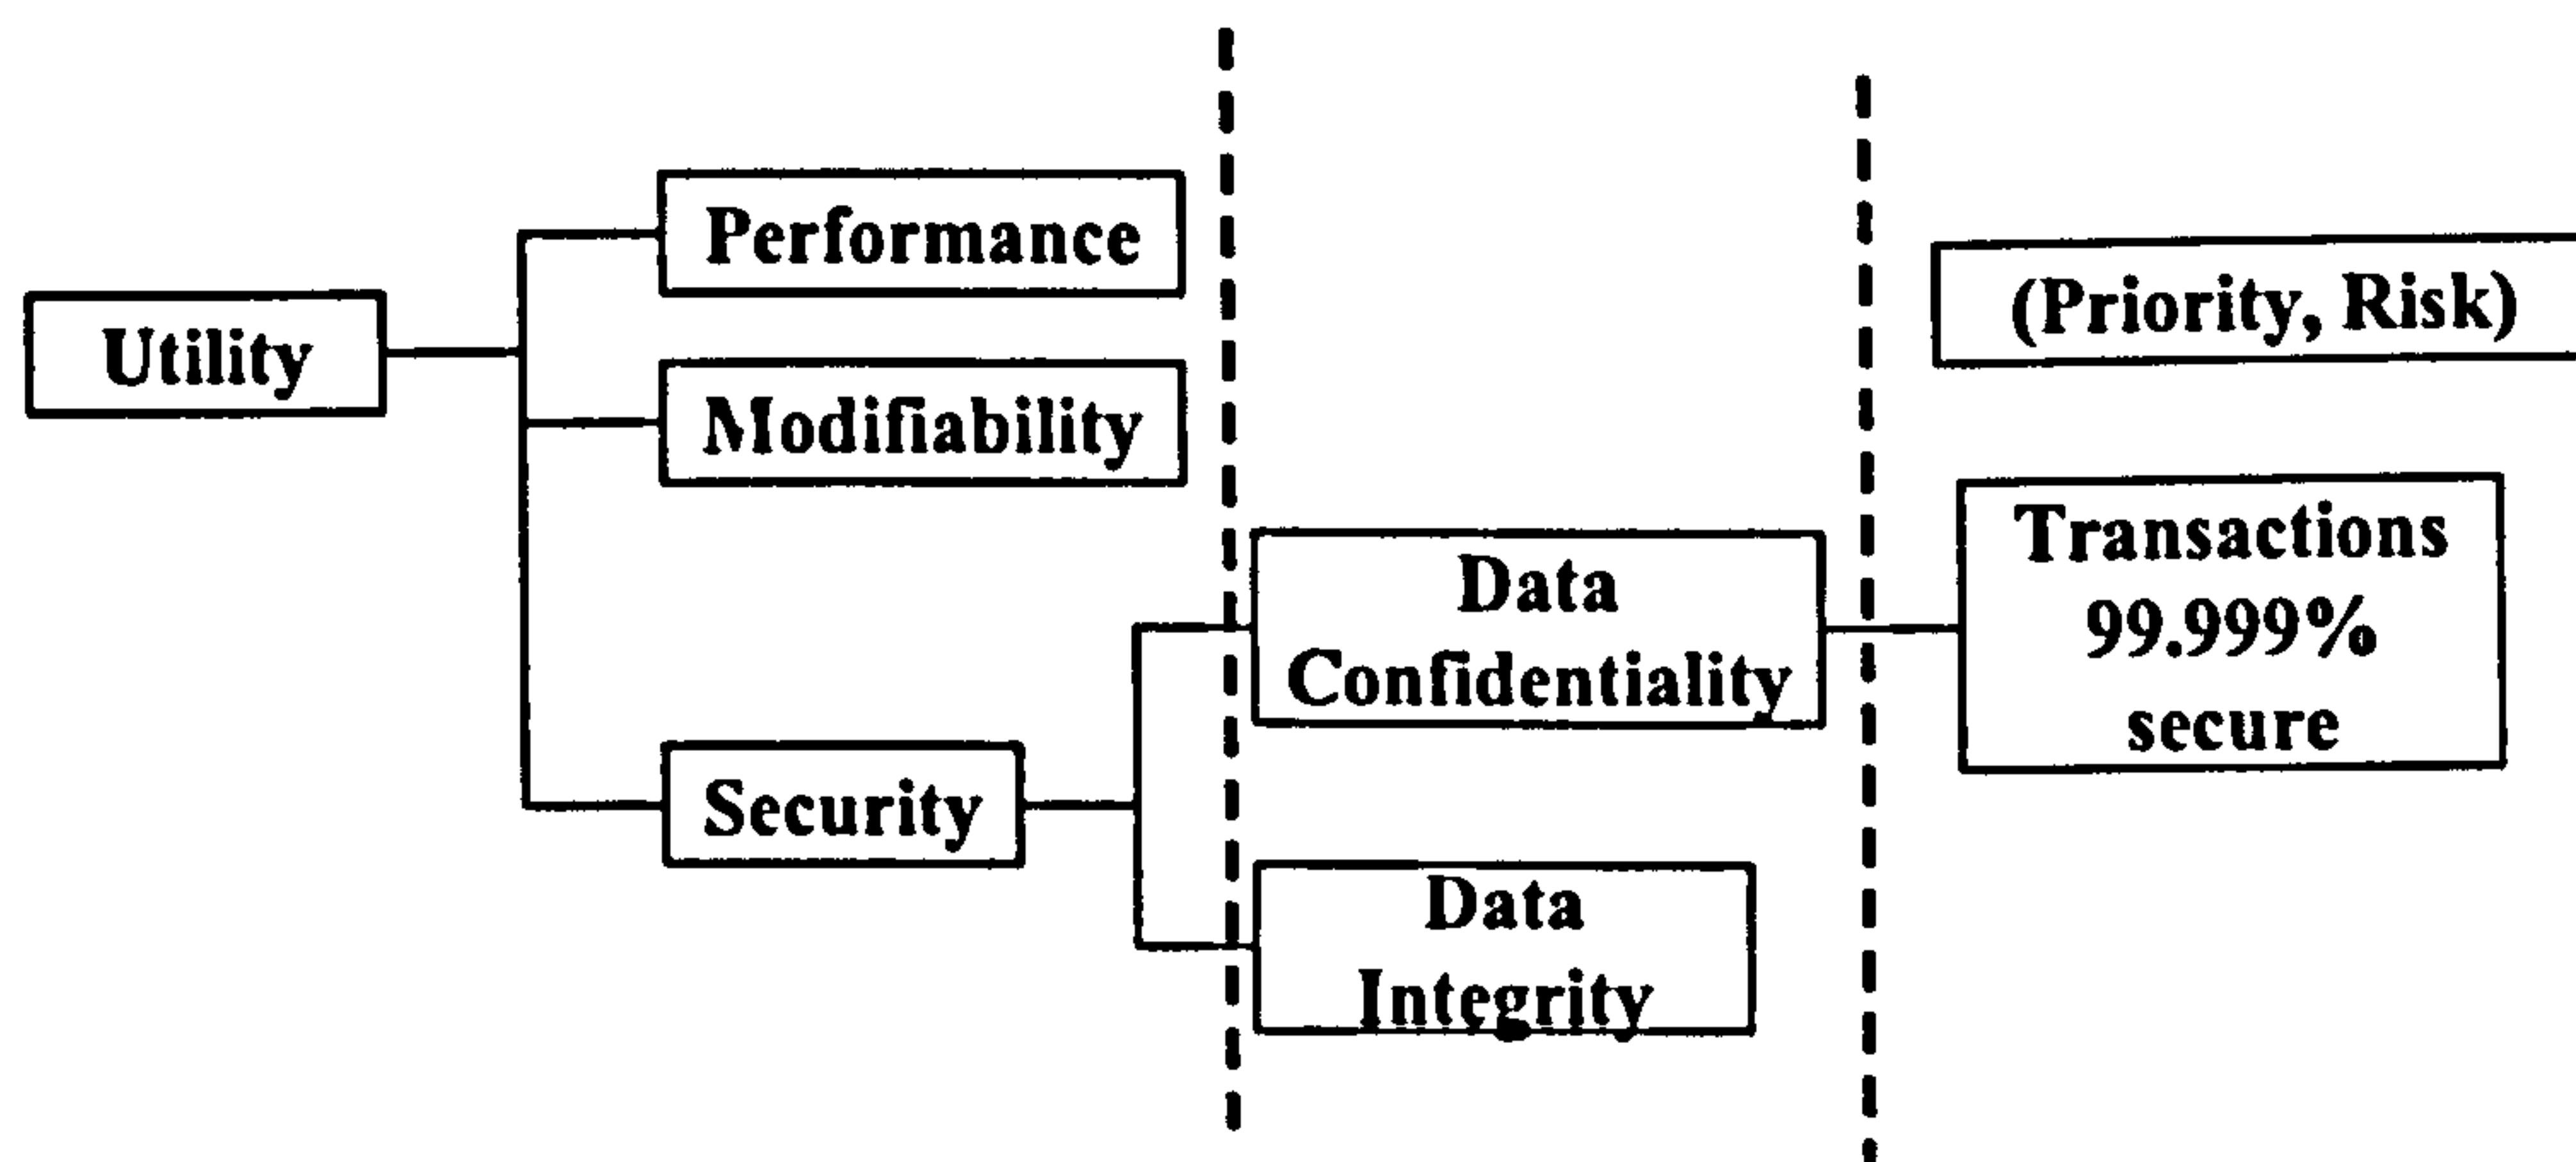 Utility
Performance
Modifiability
Security
Data
Confidentiality
Data
Integrity
(Priority, Risk)
Transactions
99.999%
secure